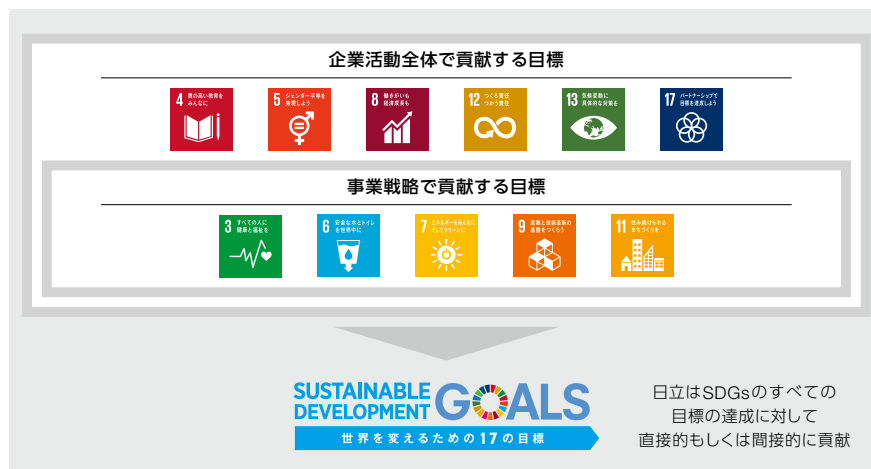 企業活動全体で貢献する目標
4 質の高い教育を
みんなに
5 ジェンダー平等を
実現しよう
8 働きがいも
経済成長も
12 つくる責任
つかう責任
13 気候変動に
具体的な対策を
17 パートナーシップで
目標を達成しよう
事業戦略で貢献する目標
3 すべての人に
健康と福祉を
6 安全な水とトイレ
を世界中に
7 エネルギーをみんなに
そしてクリーンに
9 産業と技術革新の
基盤をつくろう
11 住み続けられる
まちづくりを
SUSTAINABLE
DEVELOPMENT
GOALS
世界を変えるための17の目標
日立はSDGsのすべての
目標の達成に対して
直接的もしくは間接的に貢献